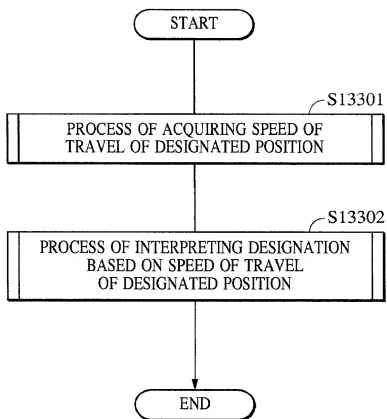 START
S13301
PROCESS OF ACQUIRING SPEED OF
TRAVEL OF DESIGNATED POSITION
S13302
PROCESS OF INTERPRETING DESIGNATION
BASED ON SPEED OF TRAVEL
OF DESIGNATED POSITION
END